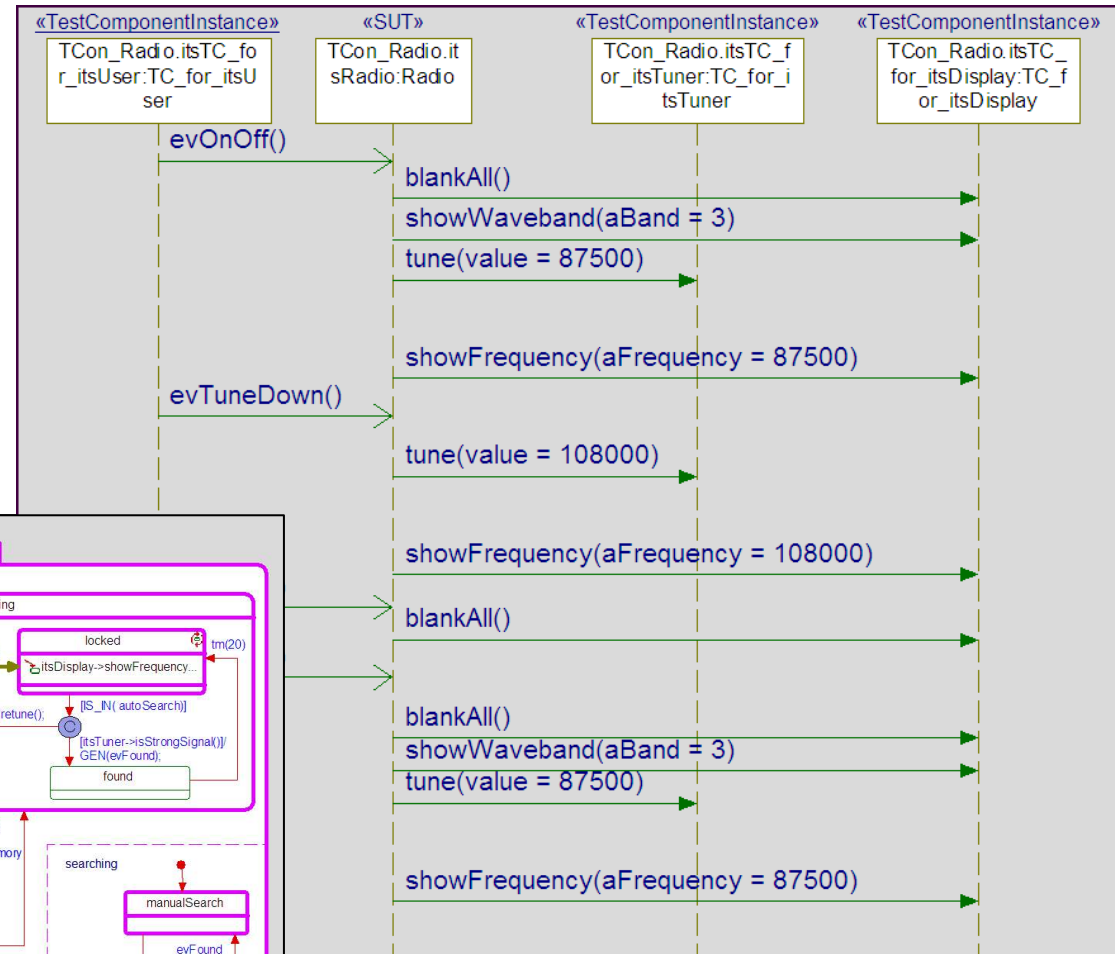 «TestComponentInstance»
«SUT»
«TestComponentInstance»
«TestComponentInstance»
TCon_Radio.itsTC_fo
r_itsUser:TC_for_itsU
ser
TCon_Radio.it
sRadio:Radio
TCon_Radio.itsTC_f
or_itsTuner:TC_for_i
tsTuner
TCon_Radio.itsTC_
for_itsDisplay:TC_f
or_itsDisplay
evOnOff()
blankAll()
showWaveband(aBand = 3)
tune(value = 87500)
showFrequency(aFrequency = 87500)
evTuneDown()
tune(value = 108000)
showFrequency(aFrequency = 108000)
blankAll()
blankAll()
showWaveband(aBand = 3)
tune(value = 87500)
showFrequency(aFrequency = 87500)
ing
locked
tm(20)
itsDisplay->showFrequency...
retune();
[IS_IN( autoSearch)]
C
[itsTuner->isStrongSignal()]/
GEN(evFound);
found
mory
searching
manualSearch
evFound